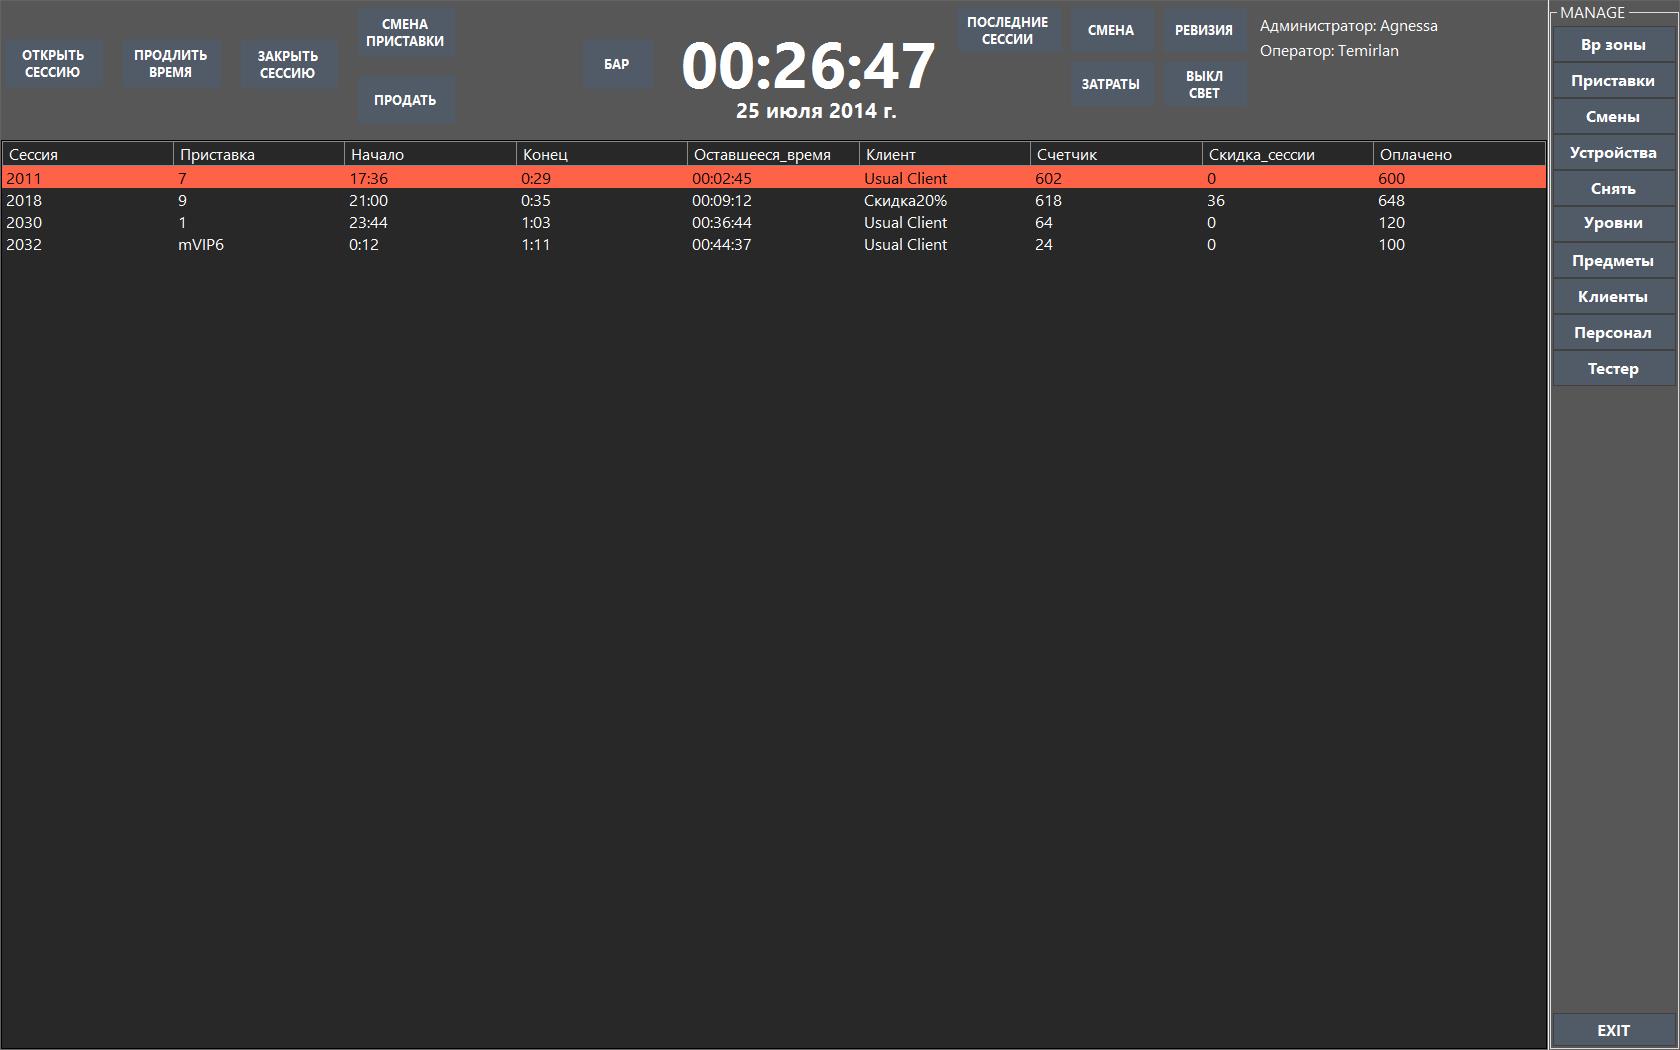 ОТКРЫТЬ
СЕССИЮ
ПРОДЛИТЬ
ВРЕМЯ
ЗАКРЫТЬ
СЕССИЮ
СМЕНА
ПРИСТАВКИ
ПРОДАТЬ
БАР
00:26:47
25 июля 2014 г.
ПОСЛЕДНИЕ
СЕССИИ
СМЕНА
РЕВИЗИЯ
ЗАТРАТЫ
ВЫКЛ
СВЕТ
Администратор: Agnessa
Оператор: Temirlan
Сессия Приставка Начало Конец Оставшееся_время Клиент Счетчик Скидка_сессии Оплачено
2011 7 17:36 0:29 00:02:45 Usual Client 602 0 600
2018 9 21:00 0:35 00:09:12 Скидка20% 618 36 648
2030 1 23:44 1:03 00:36:44 Usual Client 64 0 120
2032 mVIP6 0:12 1:11 00:44:37 Usual Client 24 0 100
MANAGE
Вр зоны
Приставки
Смены
Устройства
Снять
Уровни
Предметы
Клиенты
Персонал
Тестер
EXIT